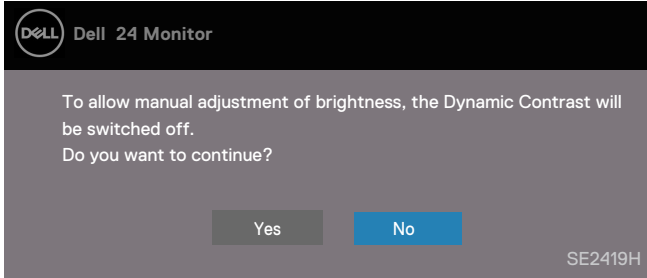 DELL Dell 24 Monitor
To allow manual adjustment of brightness, the Dynamic Contrast will
be switched off.
Do you want to continue?
Yes No
SE2419H